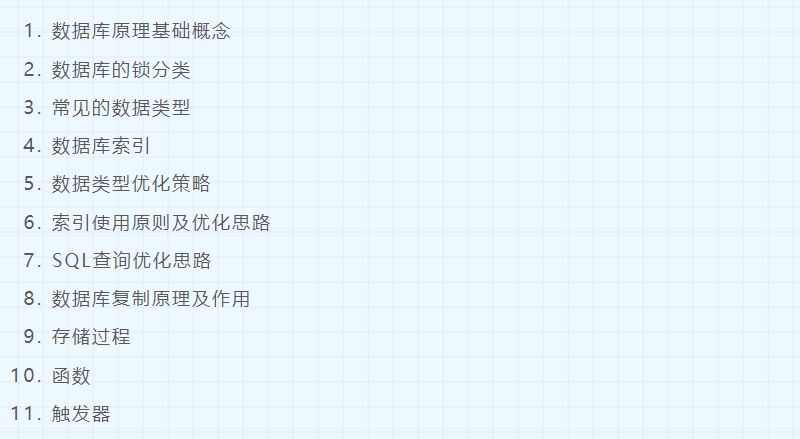 1. 数据库原理基础概念
2. 数据库的锁分类
3. 常见的数据类型
4. 数据库索引
5. 数据类型优化策略
6. 索引使用原则及优化思路
7. SQL查询优化思路
8. 数据库复制原理及作用
9. 存储过程
10. 函数
11. 触发器